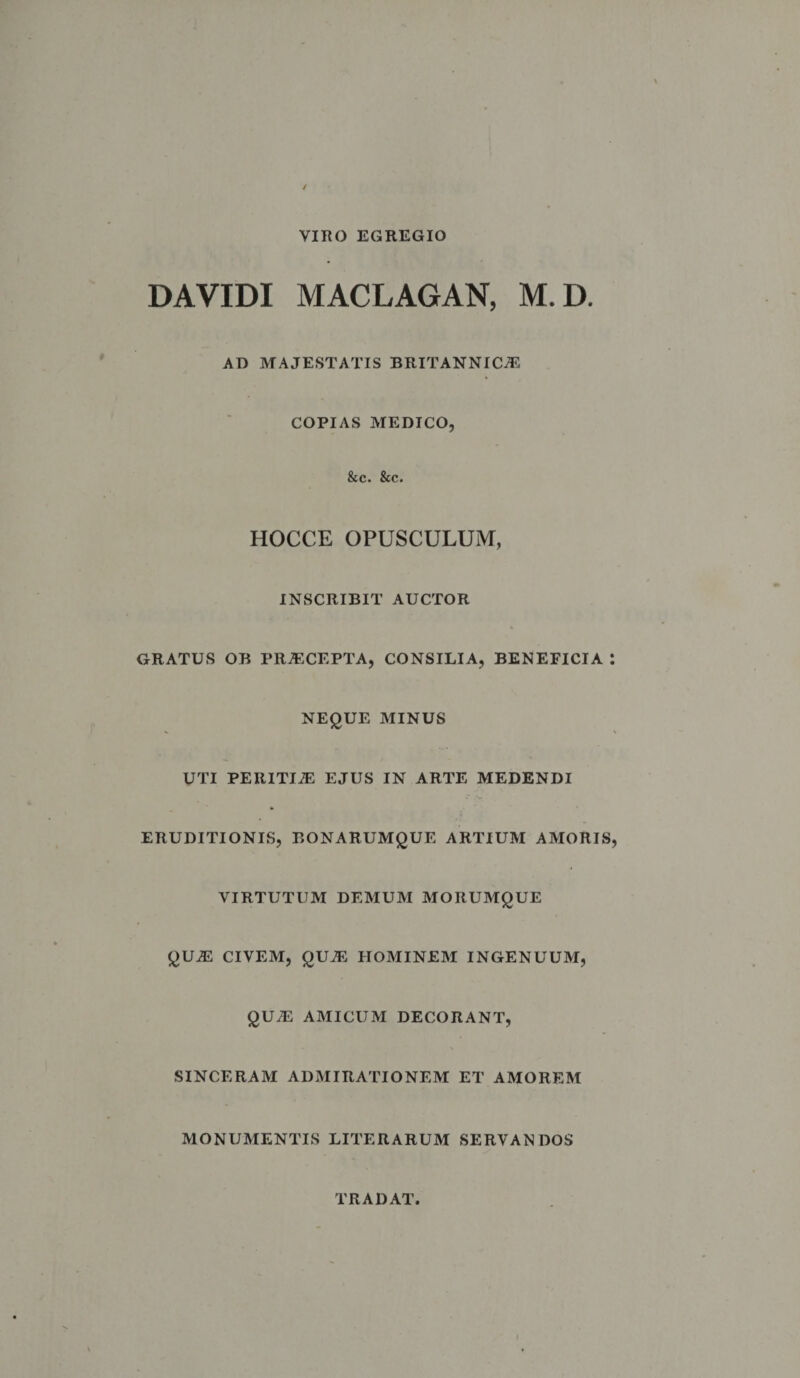 VIRO EGREGIO
DAVIDI MACLAGAN, M. D.
AD MAJESTATIS BRITANNICÆ
COPIAS MEDICO,
&c. &c.
HOCCE OPUSCULUM,
INSCRIBIT AUCTOR
GRATUS OB PRÆCEPTA, CONSILIA, BENEFICIA :
NEQUE MINUS
UTI PERITIÆ EJUS IN ARTE MEDENDI
ERUDITIONIS, BONARUMQUE ARTIUM AMORIS,
VIRTUTUM DEMUM MORUMQUE
QUÆ CIVEM, QUÆ HOMINEM INGENUUM,
QUÆ AMICUM DECORANT,
SINCERAM ADMIRATIONEM ET AMOREM
MONUMENTIS LITERARUM SERVANDOS
TRADAT.